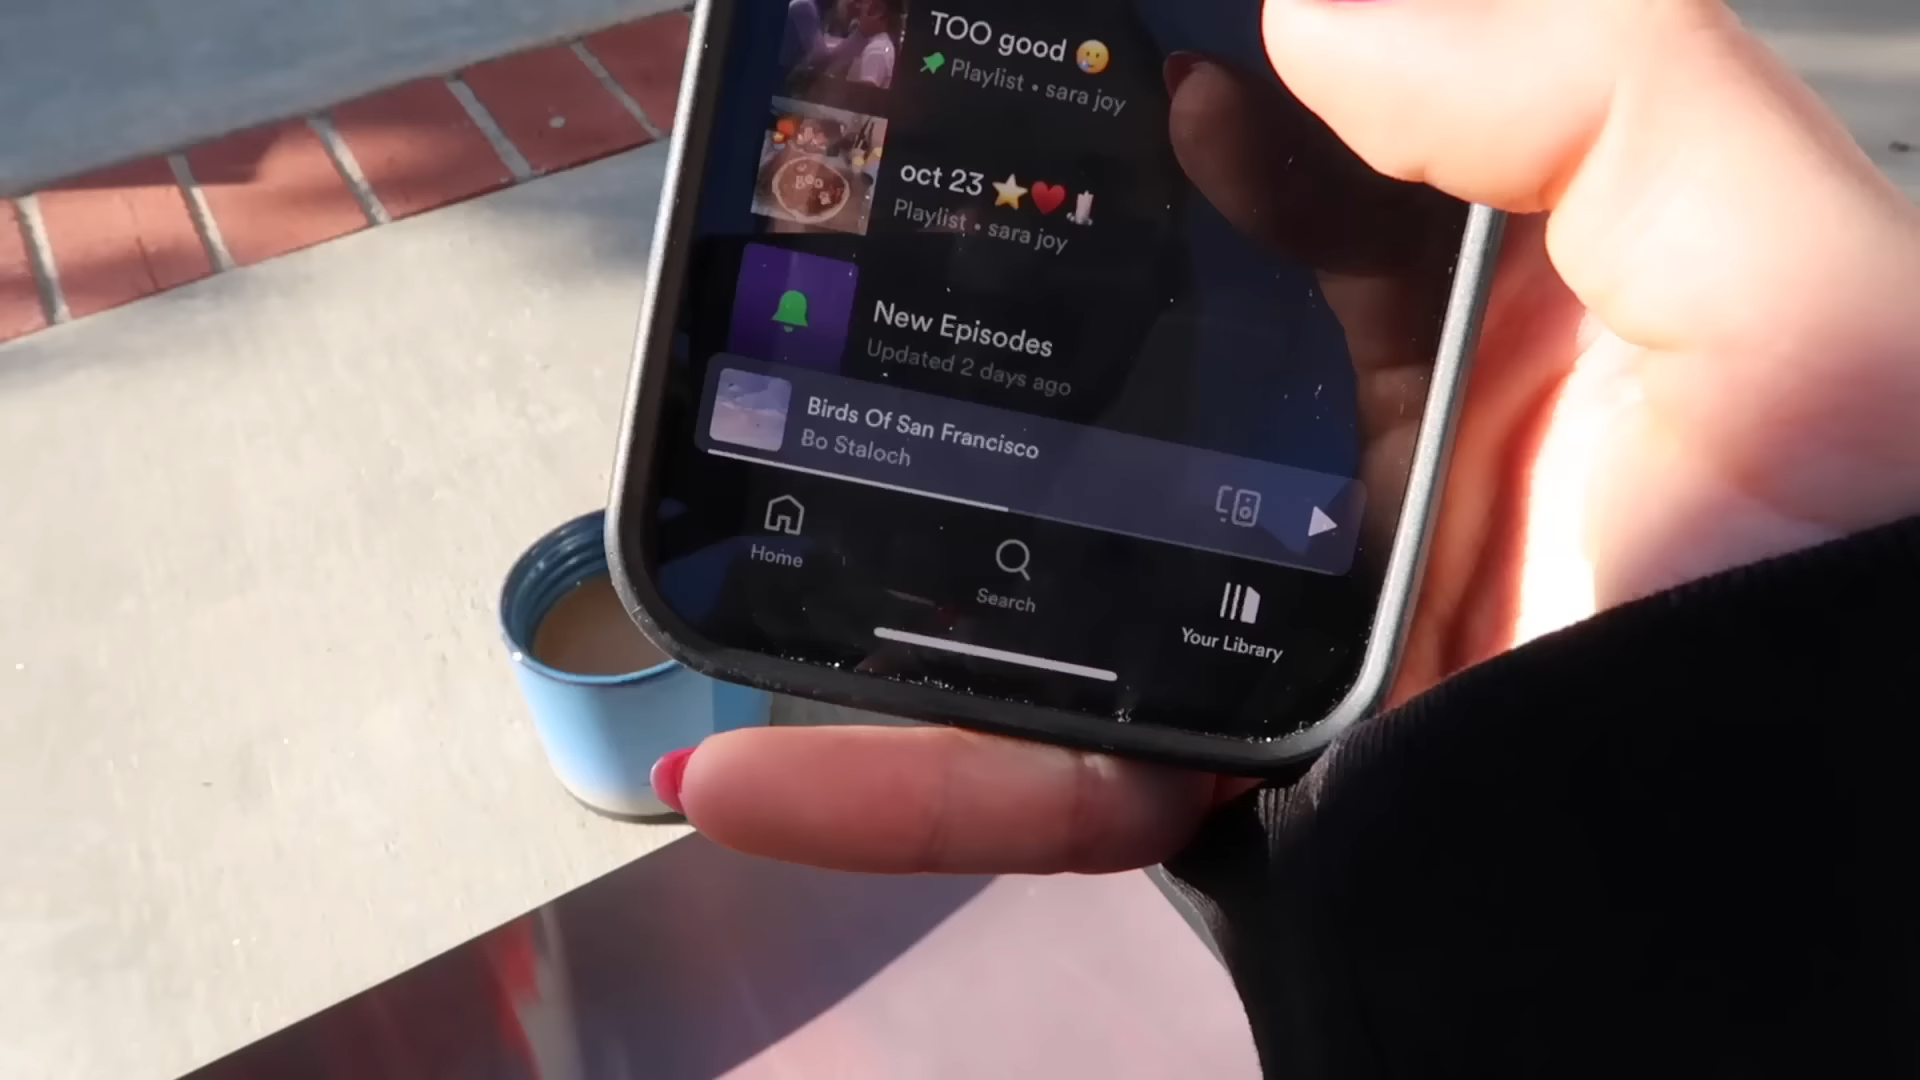 TOO good 🥲
Playlist • sara joy
oct 23 ⭐❤️🕯️
Playlist • sara joy
New Episodes
Updated 2 days ago
Birds Of San Francisco
Bo Staloch
Home
Search
Your Library